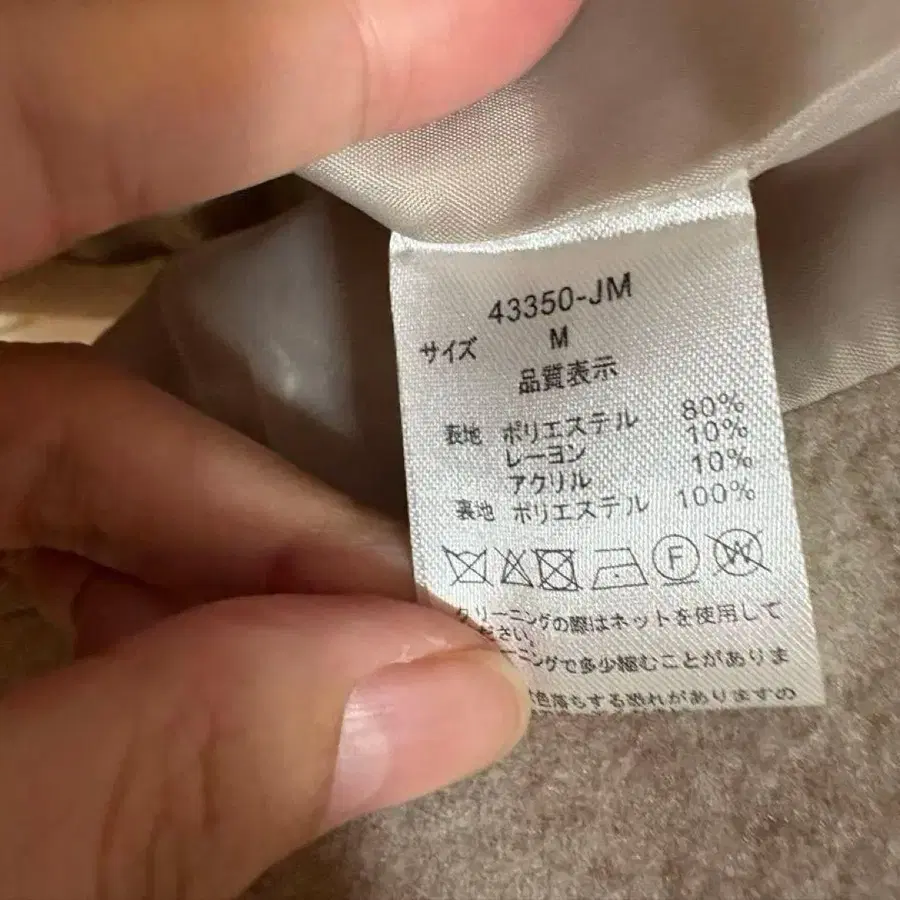 43350-JM
サイズ M
品質表示
表地 ポリエステル 80%
レーヨン 10%
アクリル 10%
裏地 ポリエステル 100%
F W
クリーニングの際はネットを使用して
ださい。
ーニングで多少縮むことがありま
色落ちする恐れがありますの